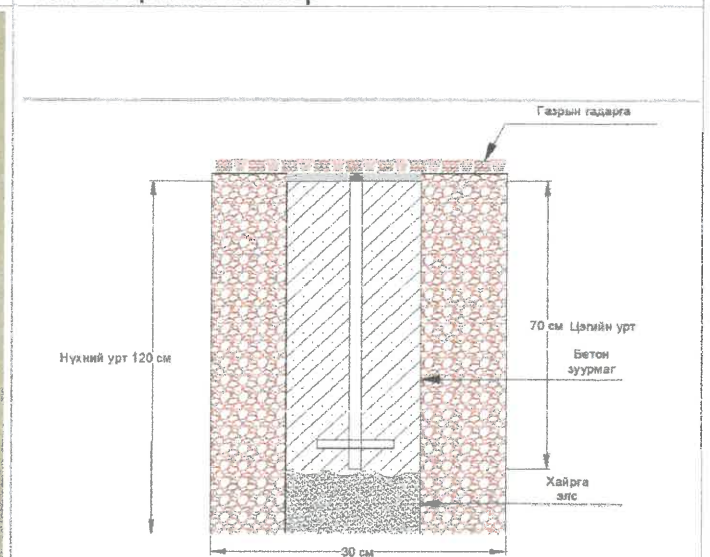 Газрын гадарга
70 см Цэгийн урт
Нүхний урт 120 см
Бетон
зуурмаг
Хайрга
элс
30 см